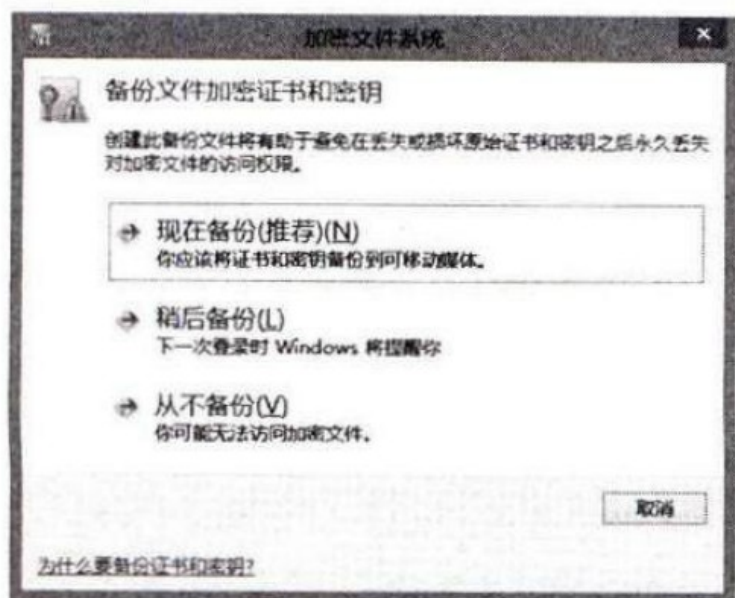 加密文件系统
备份文件加密证书和密钥
创建此备份文件将有助于避免在丢失或损坏原始证书和密钥之后永久丢失
对加密文件的访问权限。
现在备份(推荐)(N)
你应该将证书和密钥备份到可移动媒体。
稍后备份(L)
下一次登录时 Windows 将提醒你
从不备份(V)
你可能无法访问加密文件。
取消
为什么要备份证书和密钥?